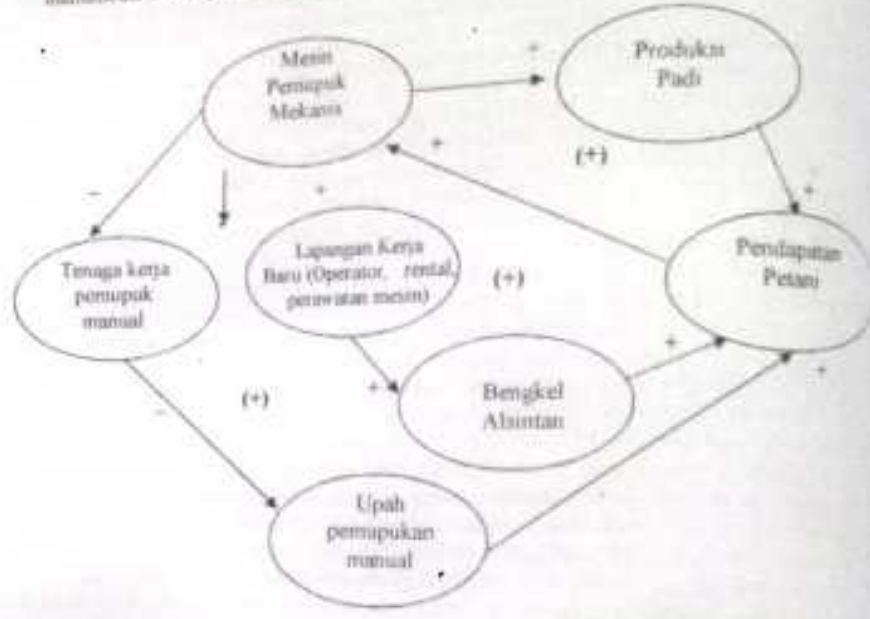 Mesin
Pemupuk
Mekanis
+
Produksi
Padi
+
(+)
+
–
+
Tenaga kerja
pemupuk
manual
Lapangan Kerja
Baru (Operator, rental,
perawatan mesin)
(+)
Pendapatan
Petani
+
+
+
(+)
–
Bengkel
Alsintan
Upah
pemupukan
manual